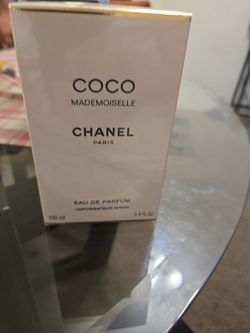 COCO
MADEMOISELLE
CHANEL
PARIS
EAU DE PARFUM
VAPORISATEUR SPRAY
100 ml 3.4 FL. OZ.